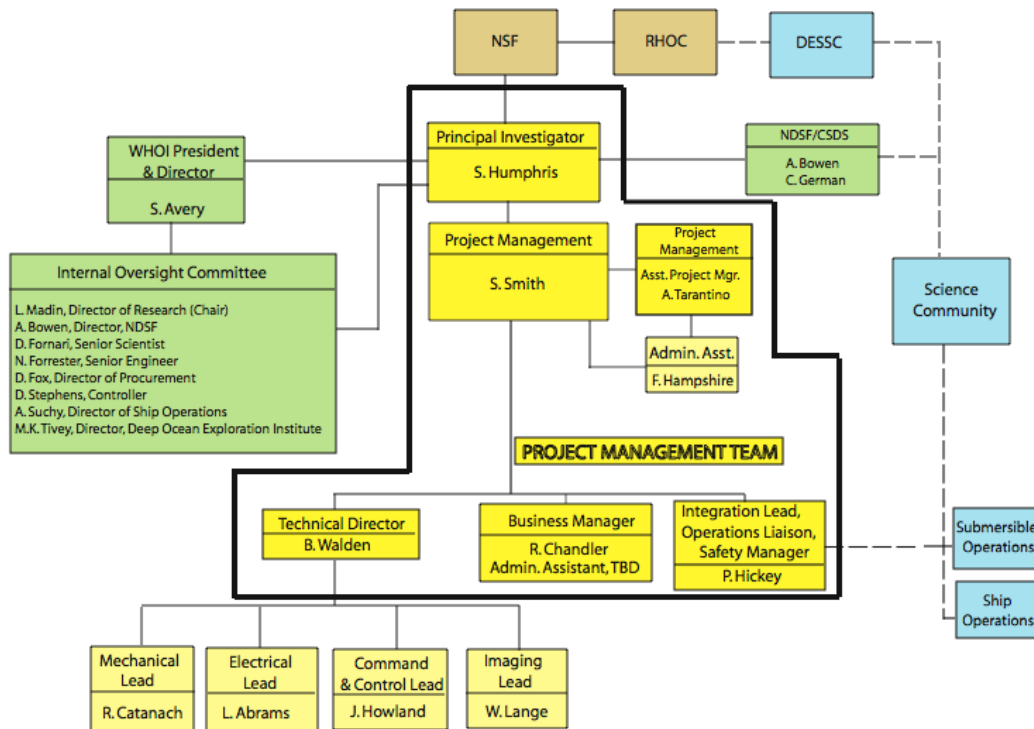 NSF
RHOC
DESSC
Principal Investigator
S. Humphris
WHOI President
& Director
S. Avery
NDSF/CSDS
A. Bowen
C. German
Project Management
S. Smith
Project
Management
Asst. Project Mgr.
A. Tarantino
Internal Oversight Committee
L. Madin, Director of Research (Chair)
A. Bowen, Director, NDSF
D. Fornari, Senior Scientist
N. Forrester, Senior Engineer
D. Fox, Director of Procurement
D. Stephens, Controller
A. Suchy, Director of Ship Operations
M.K. Tivey, Director, Deep Ocean Exploration Institute
Science
Community
Admin. Asst.
F. Hampshire
PROJECT MANAGEMENT TEAM
Technical Director
B. Walden
Business Manager
R. Chandler
Admin. Assistant, TBD
Integration Lead,
Operations Liaison,
Safety Manager
P. Hickey
Submersible
Operations
Ship
Operations
Mechanical
Lead
R. Catanach
Electrical
Lead
L. Abrams
Command
& Control Lead
J. Howland
Imaging
Lead
W. Lange